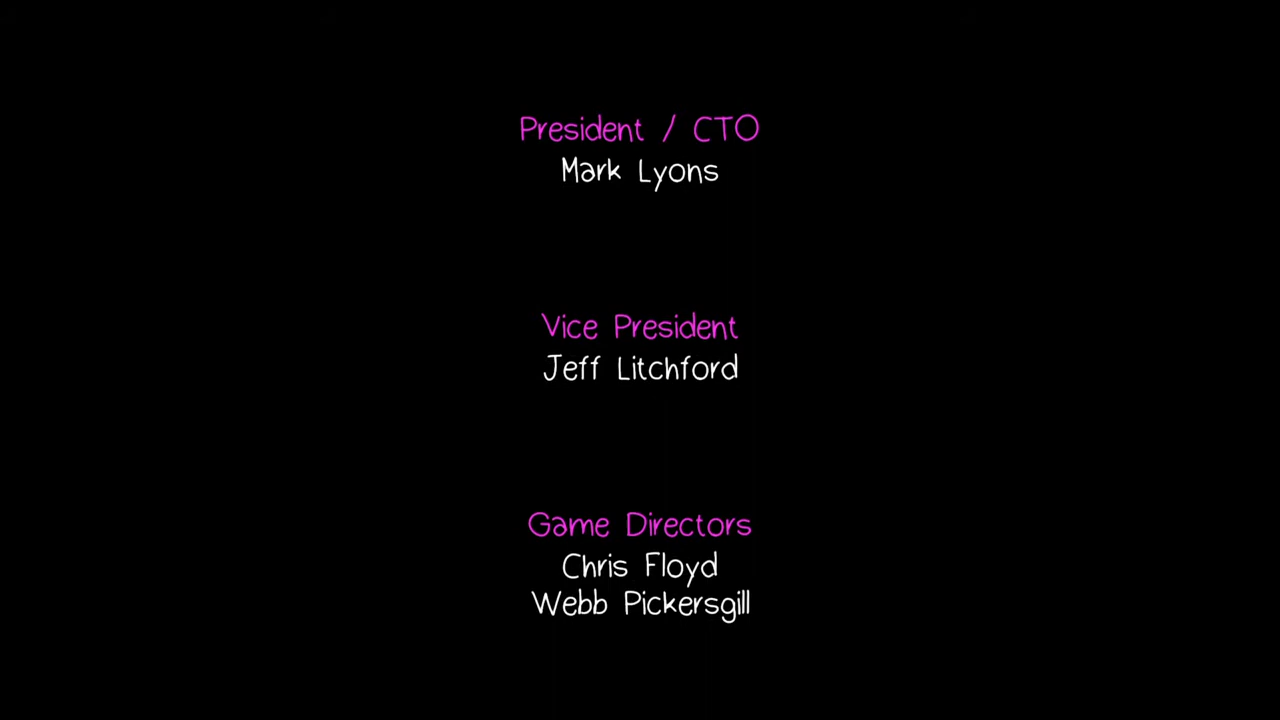 President / CTO
Mark Lyons
Vice President
Jeff Litchford
Game Directors
Chris Floyd
Webb Pickersgill